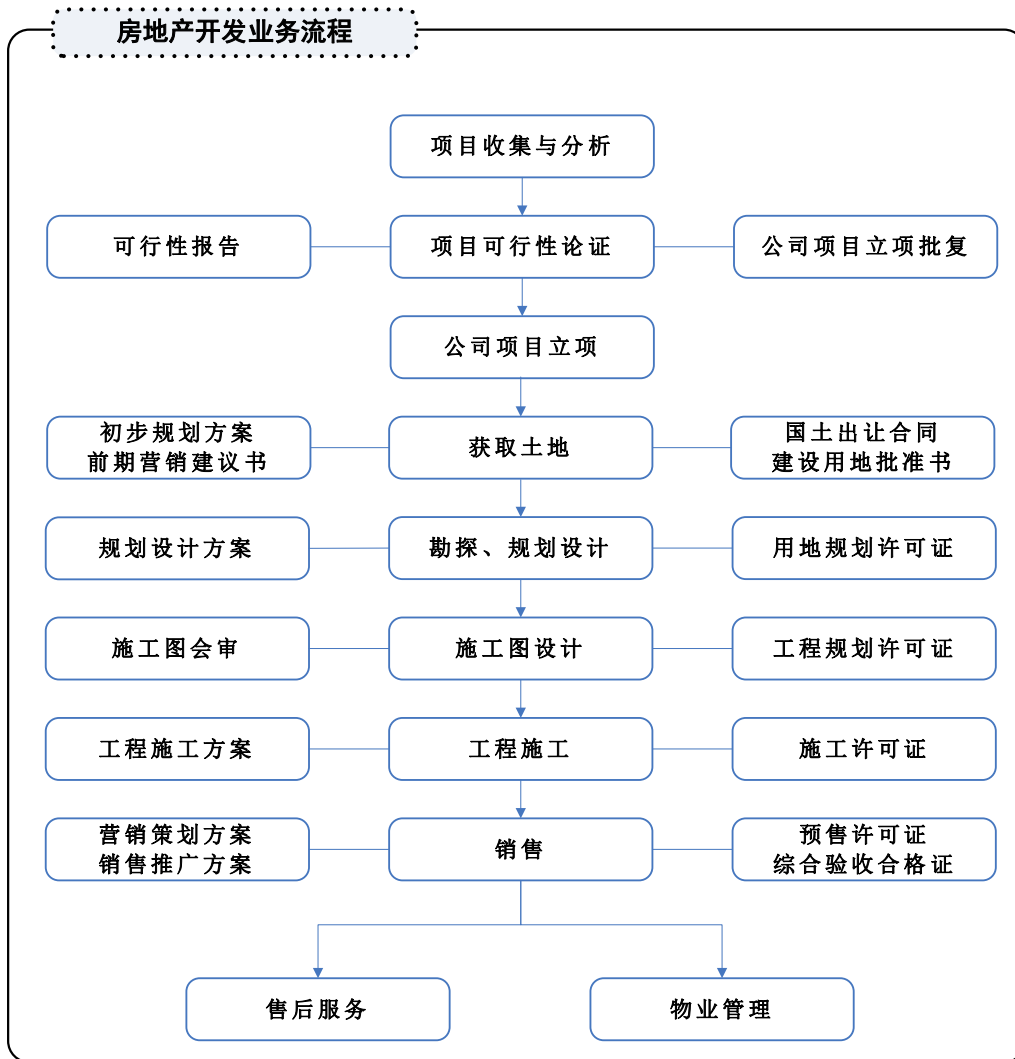 房地产开发业务流程
项目收集与分析
可行性报告
项目可行性论证
公司项目立项批复
公司项目立项
初步规划方案
前期营销建议书
获取土地
国土出让合同
建设用地批准书
规划设计方案
勘探、规划设计
用地规划许可证
施工图会审
施工图设计
工程规划许可证
工程施工方案
工程施工
施工许可证
营销策划方案
销售推广方案
销售
预售许可证
综合验收合格证
售后服务
物业管理